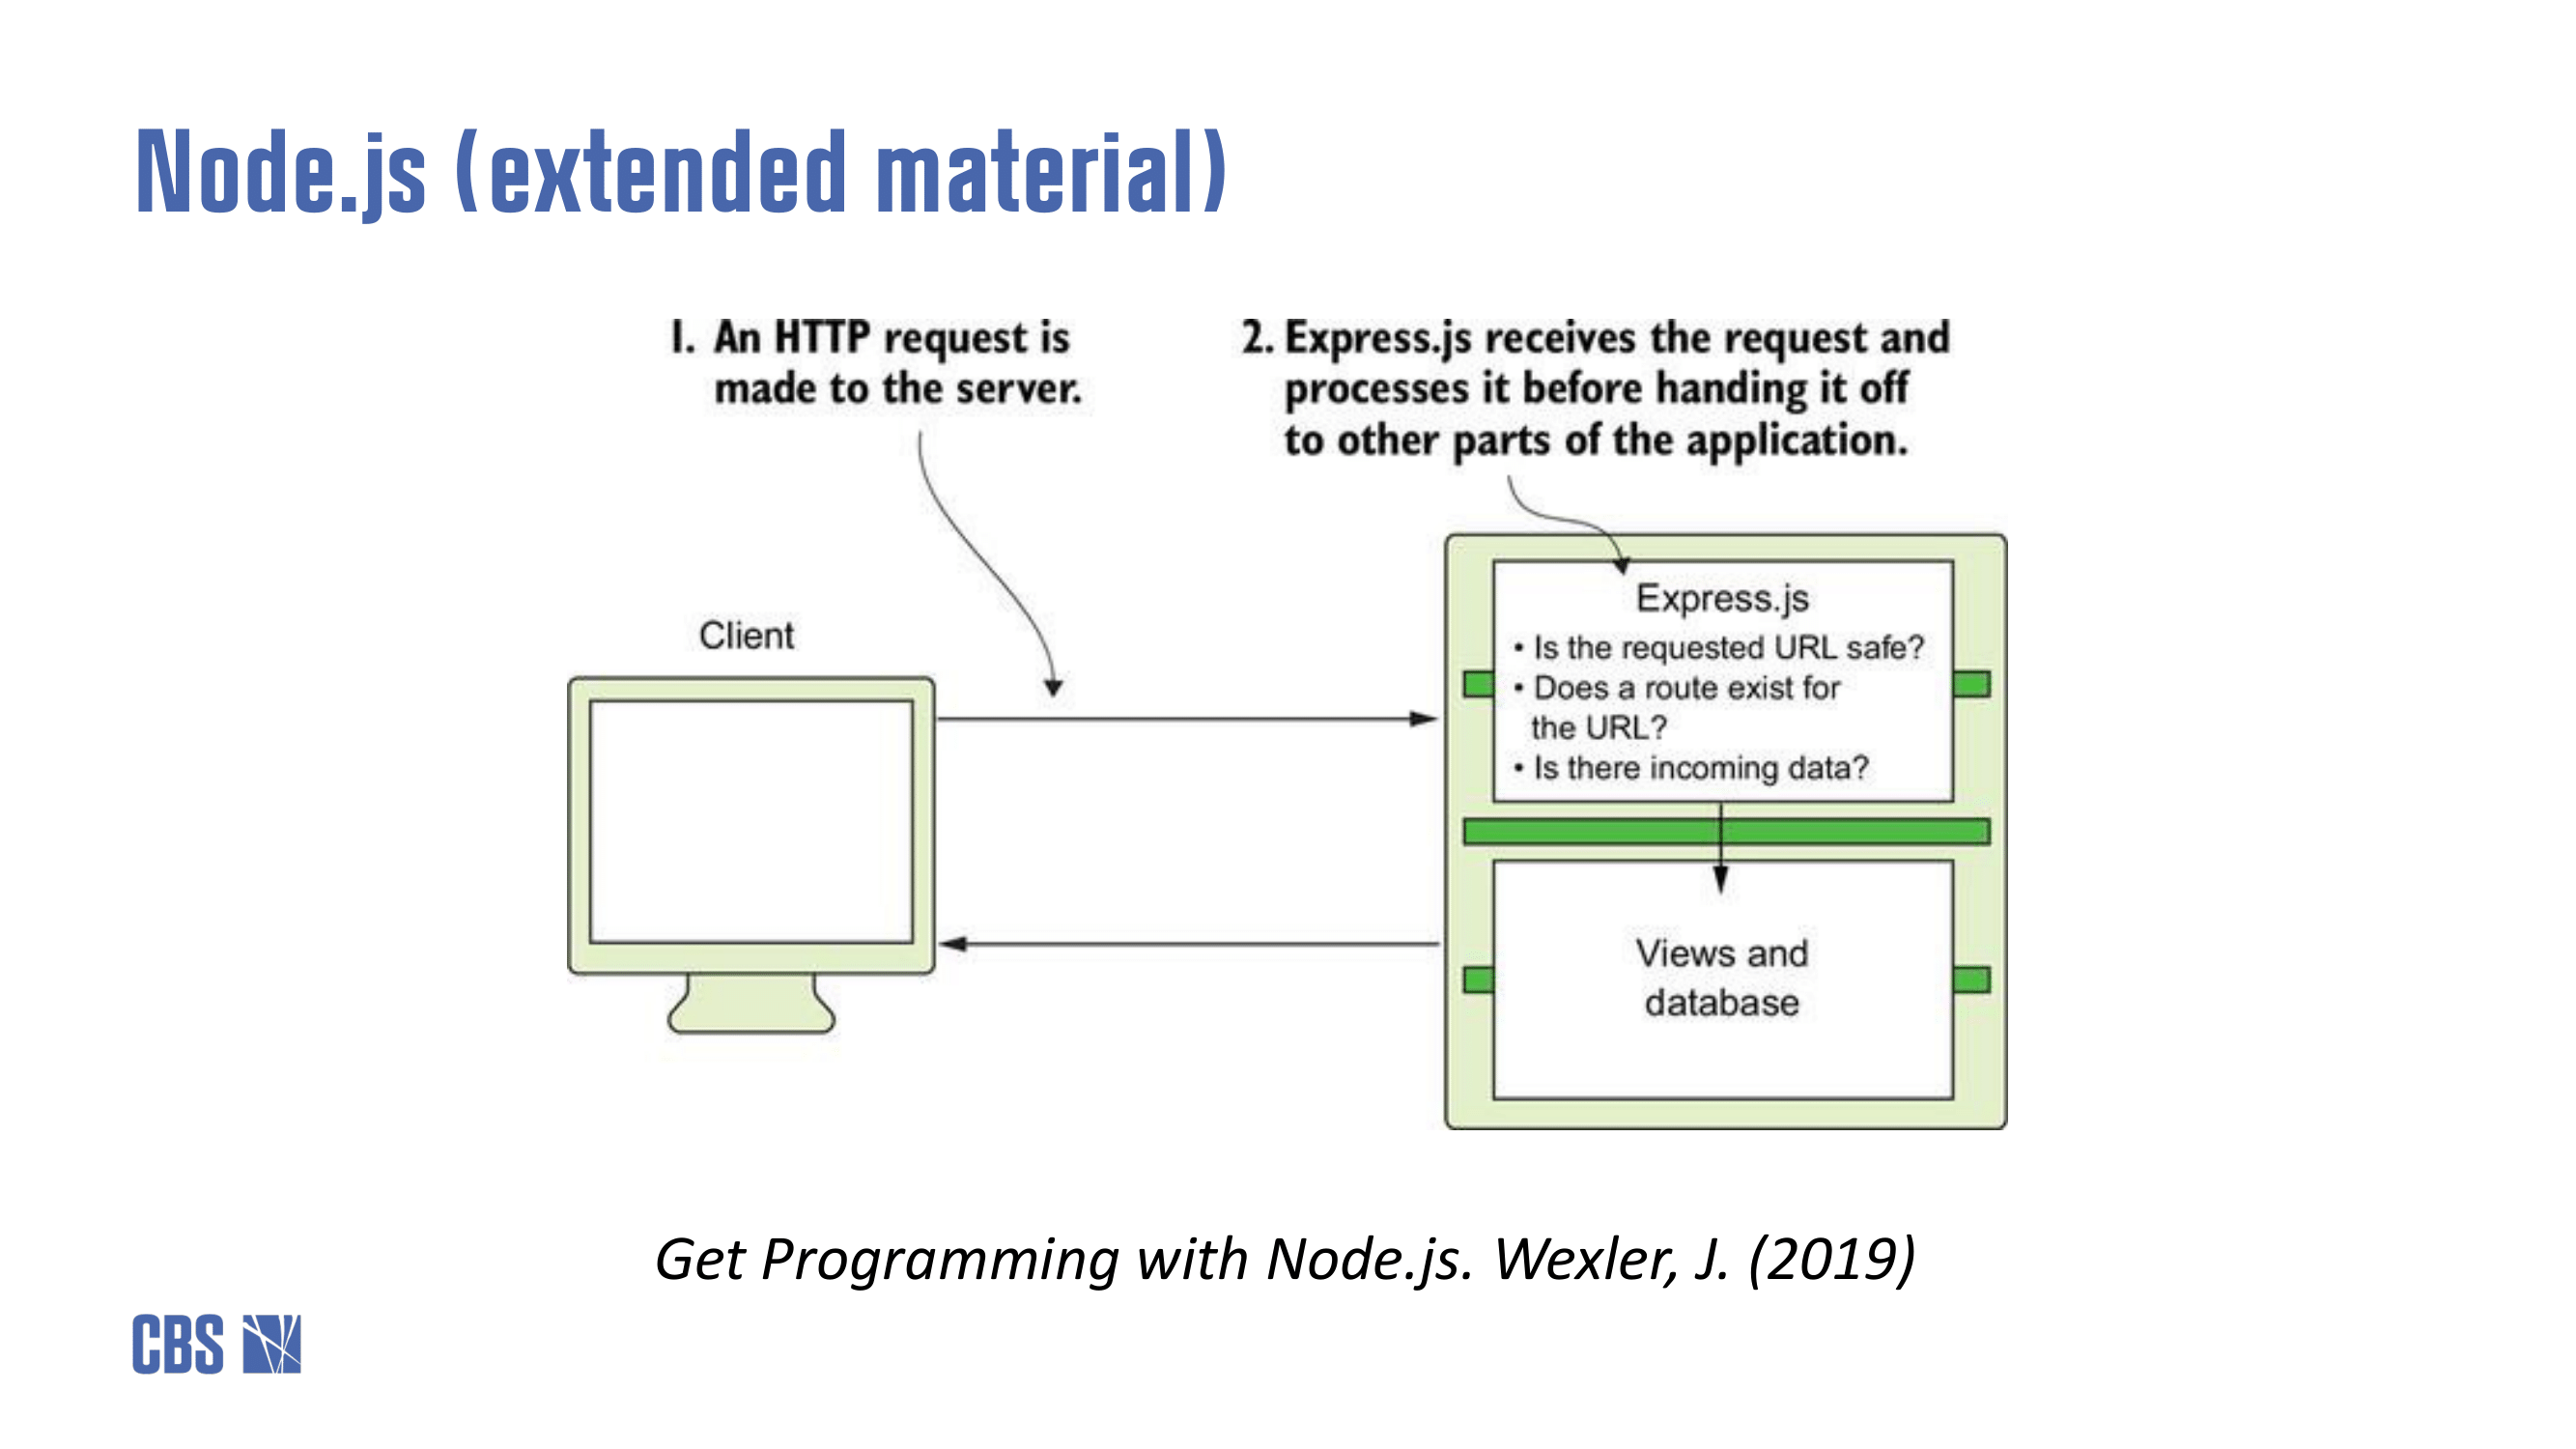 Node.js (extended material)
1. An HTTP request is
made to the server.
2. Express.js receives the request and
processes it before handing it off
to other parts of the application.
Client
Express.js
• Is the requested URL safe?
• Does a route exist for
the URL?
• Is there incoming data?
Views and
database
Get Programming with Node.js. Wexler, J. (2019)
CBS